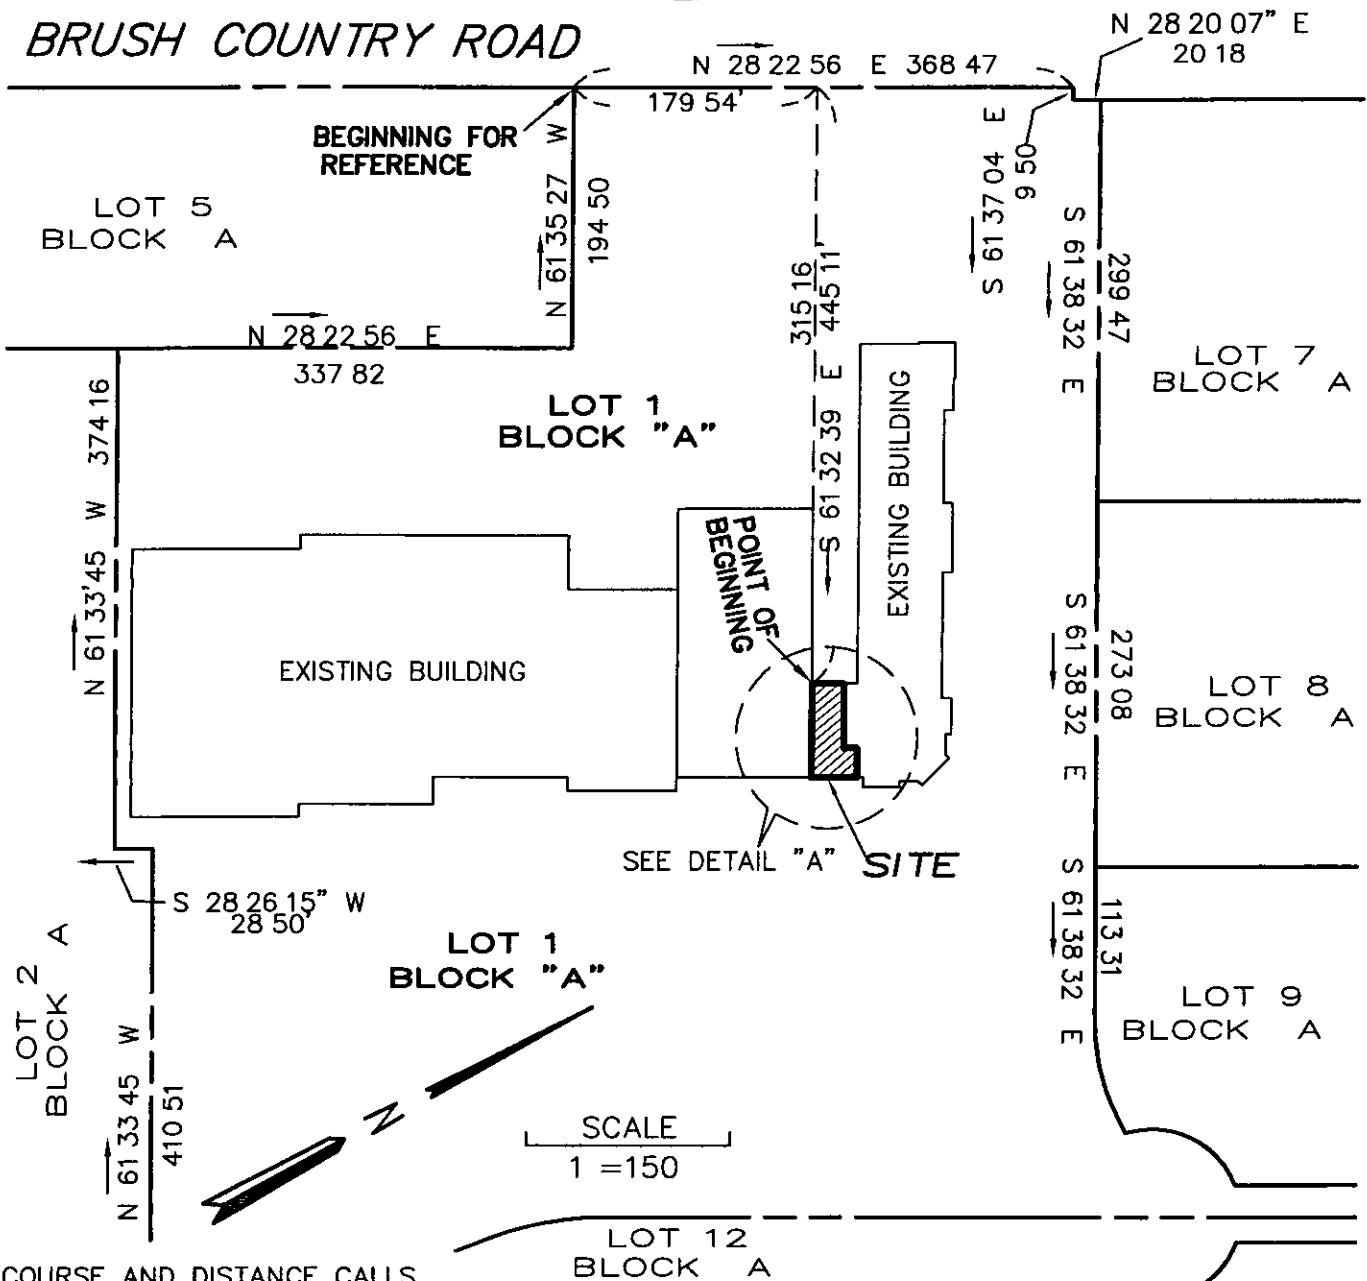 BRUSH COUNTRY ROAD
N 28 20 07" E
20 18
N 28 22 56 E 368 47
179 54'
BEGINNING FOR
REFERENCE
N 61 35 27 W
194 50
S 61 37 04 E
9 50
LOT 5
BLOCK A
N 28 22 56 E
337 82
S 61 38 32 E
299 47
315 16
S 61 32 39 E 445 11'
LOT 7
BLOCK A
N 61 33'45 W 374 16
LOT 1
BLOCK "A"
EXISTING BUILDING
POINT OF
BEGINNING
EXISTING BUILDING
S 61 38 32 E
273 08
LOT 8
BLOCK A
SEE DETAIL "A"
SITE
S 28 26 15" W
28 50'
LOT 1
BLOCK "A"
S 61 38 32 E
113 31
LOT 9
BLOCK A
LOT 2
BLOCK A
N 61 33 45 W
410 51
N
SCALE
1 =150
LOT 12
BLOCK A
COURSE AND DISTANCE CALLS